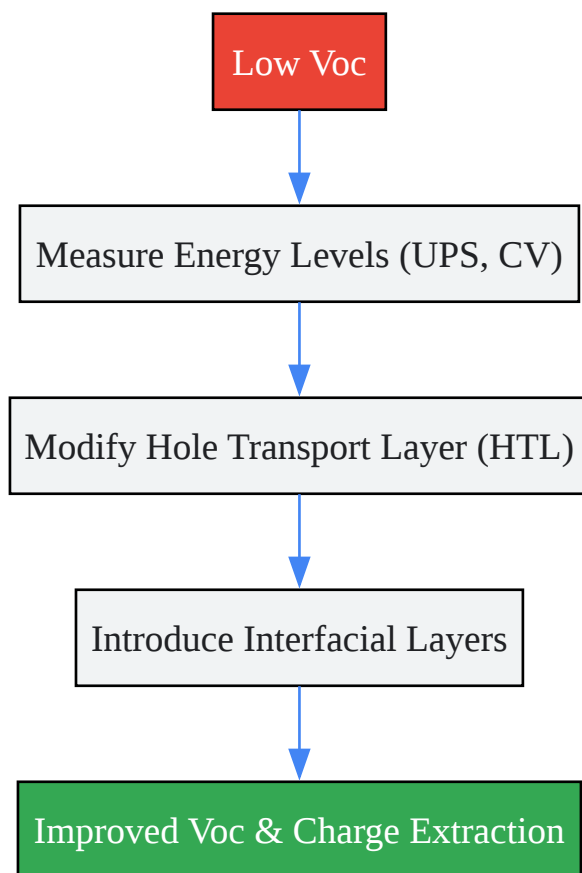 Low Voc
Measure Energy Levels (UPS, CV)
Modify Hole Transport Layer (HTL)
Introduce Interfacial Layers
Improved Voc & Charge Extraction